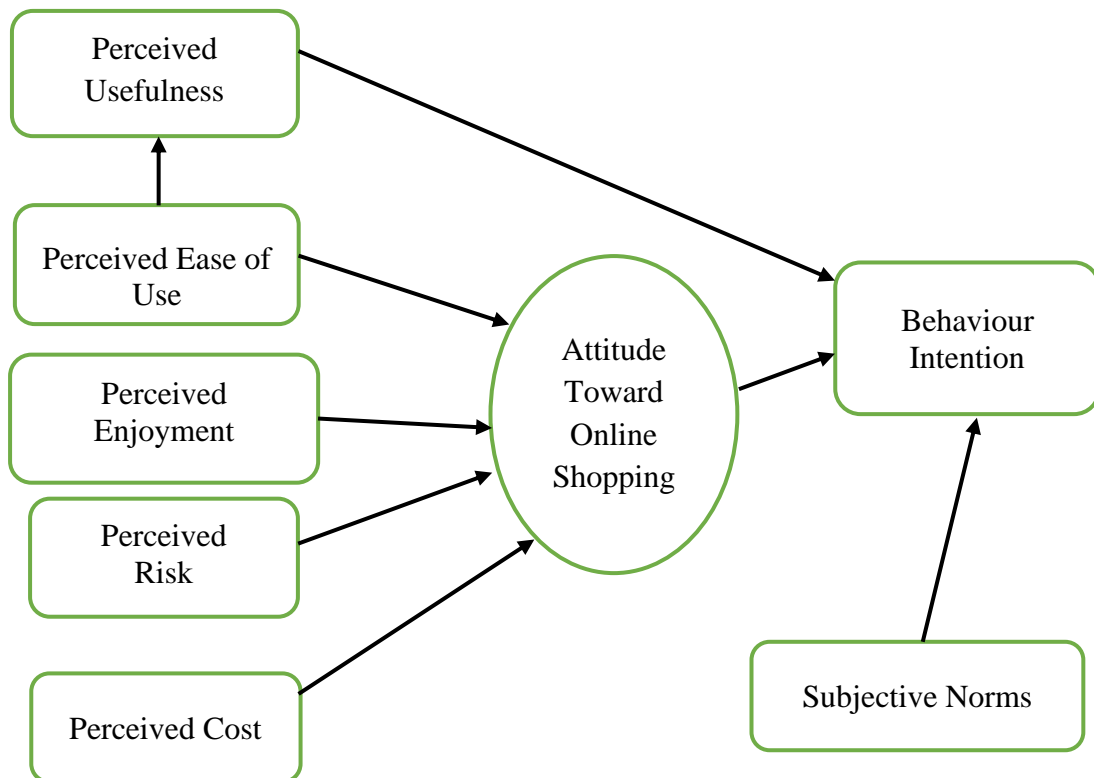 Perceived
Usefulness
Perceived Ease of
Use
Perceived
Enjoyment
Perceived
Risk
Perceived Cost
Attitude
Toward
Online
Shopping
Behaviour
Intention
Subjective Norms